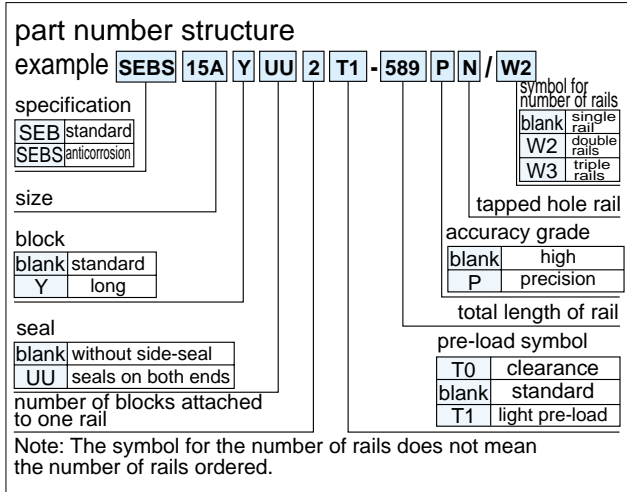 part number structure
example SEBS 15A Y UU 2 T1 - 589 P N / W2
specification
SEB standard
SEBS anticorrosion
size
block
blank standard
Y long
seal
blank without side-seal
UU seals on both ends
number of blocks attached
to one rail
symbol for
number of rails
blank single rail
W2 double rails
W3 triple rails
tapped hole rail
accuracy grade
blank high
P precision
total length of rail
pre-load symbol
T0 clearance
blank standard
T1 light pre-load
Note: The symbol for the number of rails does not mean
the number of rails ordered.